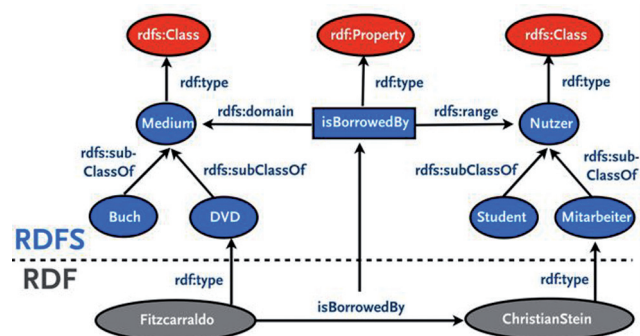 rdfs:Class
rdf:Property
rdfs:Class
rdf:type
rdf:type
rdf:type
Medium
rdfs:domain
isBorrowedBy
rdfs:range
Nutzer
rdfs:sub-
ClassOf
rdfs:subClassOf
rdfs:subClassOf
rdfs:sub-
ClassOf
Buch
DVD
Student
Mitarbeiter
RDFS
RDF
rdf:type
rdf:type
isBorrowedBy
Fitzcarraldo
ChristianStein